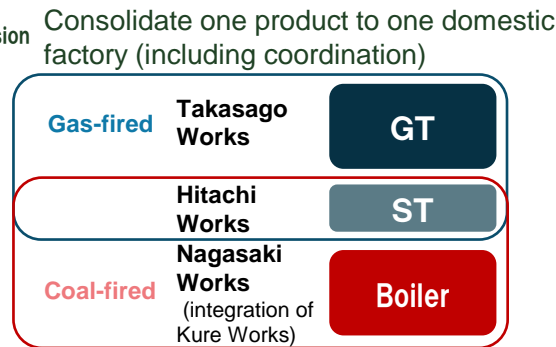 sion Consolidate one product to one domestic
factory (including coordination)
Gas-fired Takasago
Works GT
Hitachi
Works ST
Nagasaki
Works
Coal-fired (integration of
Kure Works) Boiler